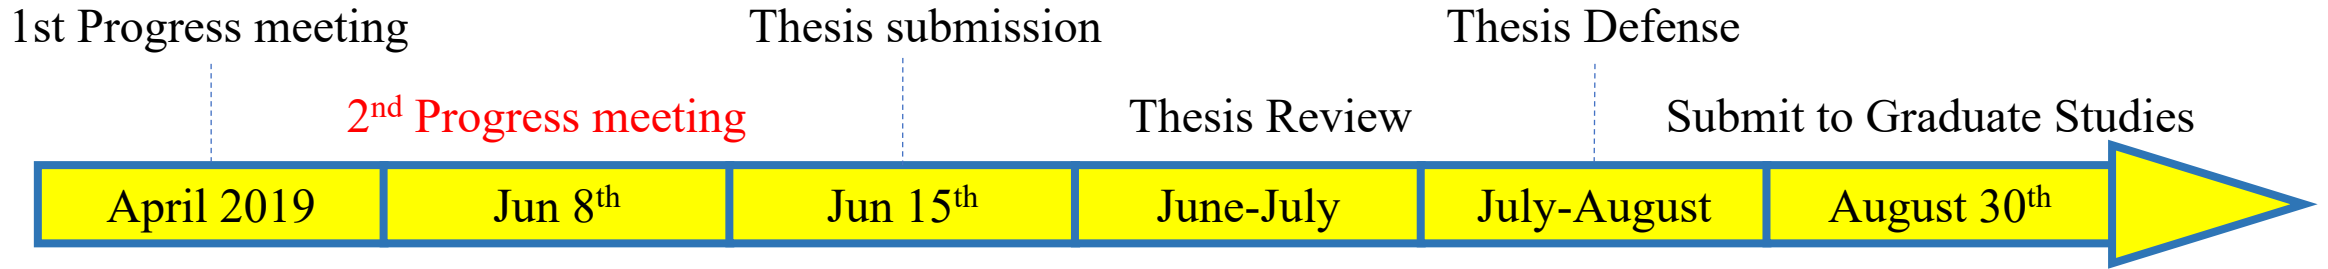 1st Progress meeting Thesis submission Thesis Defense
2nd Progress meeting Thesis Review Submit to Graduate Studies
April 2019 Jun 8th Jun 15th June-July July-August August 30th